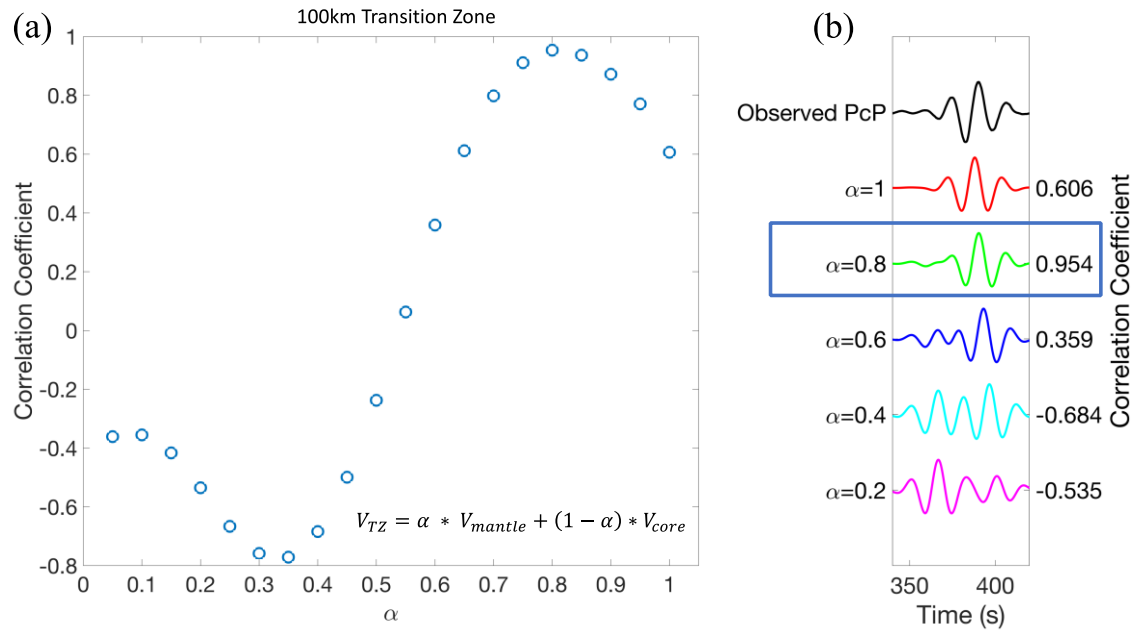 100km Transition Zone
(a)
1
0.8
0.6
0.4
0.2
0
-0.2
-0.4
-0.6
-0.8
Correlation Coefficient
0 0.1 0.2 0.3 0.4 0.5 0.6 0.7 0.8 0.9 1
α
V_TZ = α * V_mantle + (1 − α) * V_core
(b)
Observed PcP
α=1 0.606
α=0.8 0.954
α=0.6 0.359
α=0.4 -0.684
α=0.2 -0.535
Correlation Coefficient
350 400
Time (s)